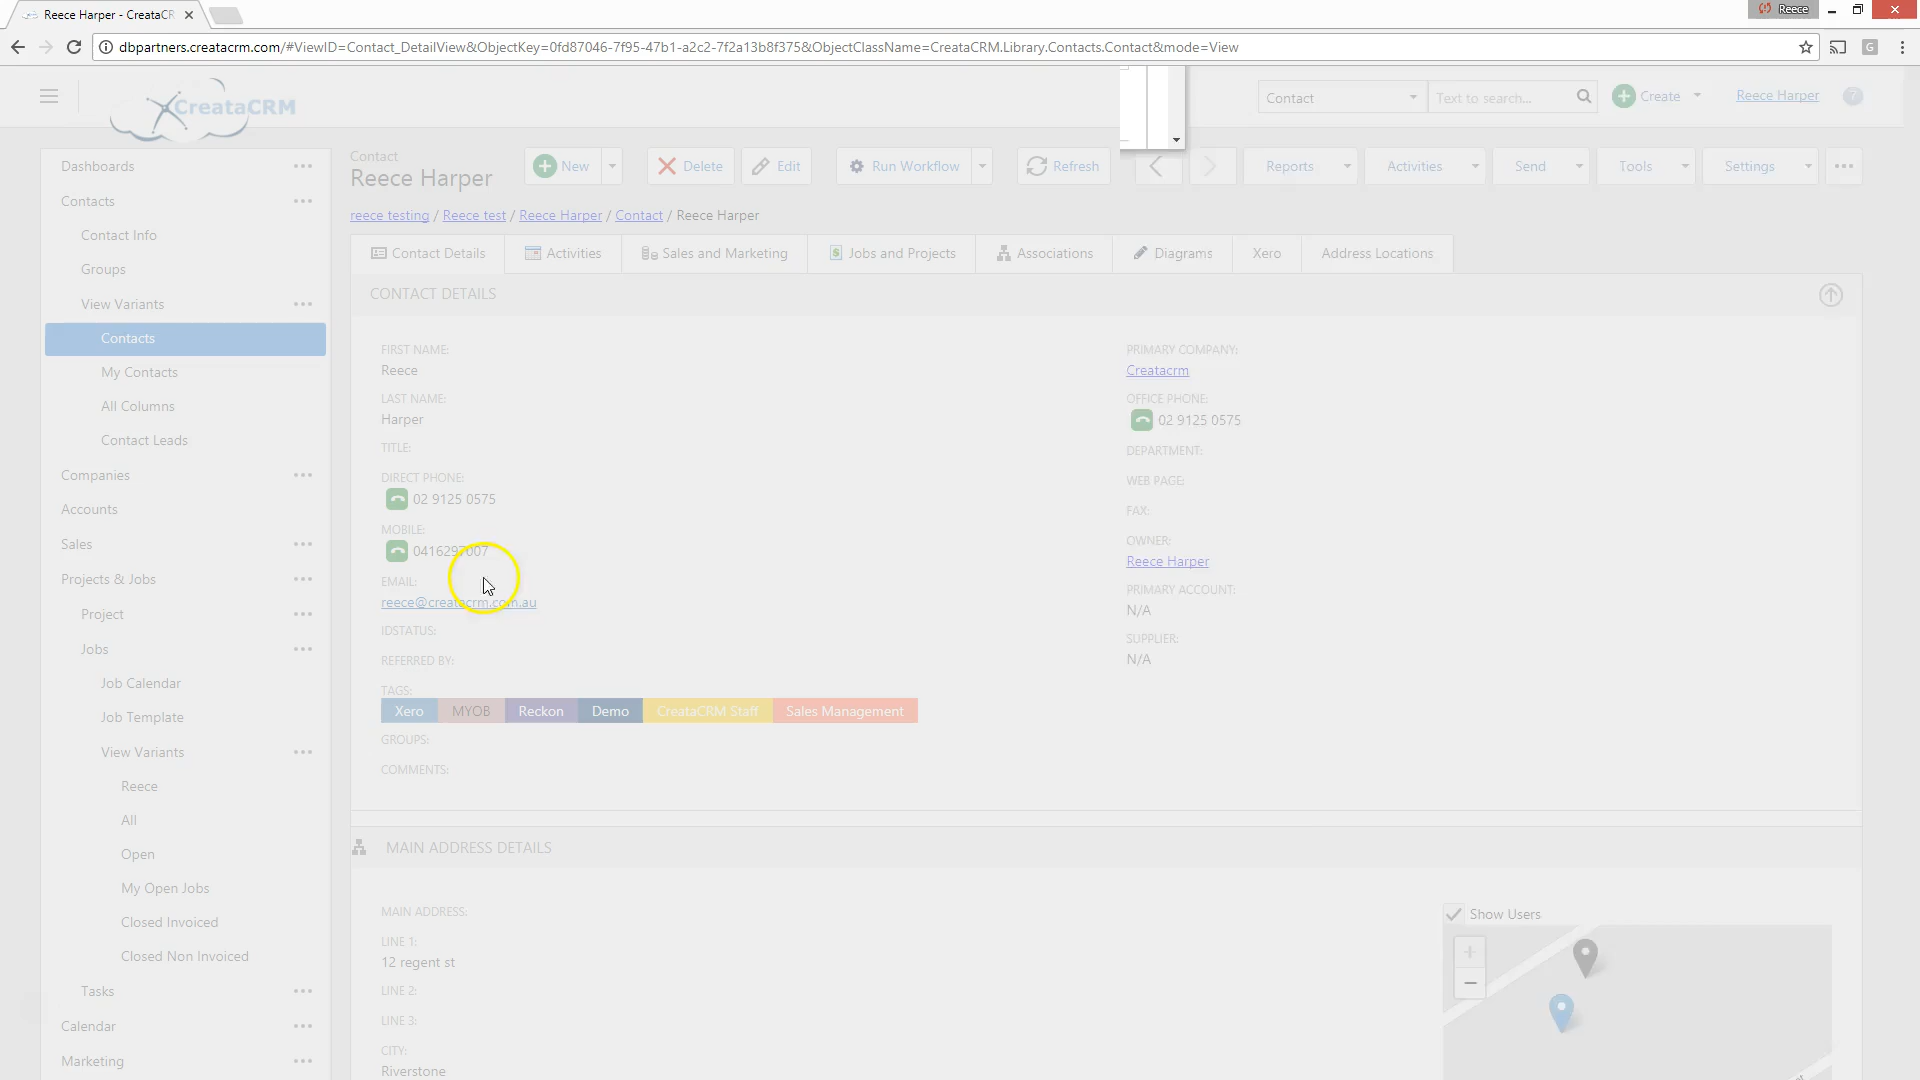 Reece Harper - CreataCR
Reece
dbpartners.creatacrm.com/#ViewID=Contact_DetailView&ObjectKey=0fd87046-7f95-47b1-a2c2-7f2a13b8f375&ObjectClassName=CreataCRM.Library.Contacts.Contact&mode=View
G
CreataCRM
Contact
Text to search...
Create
Reece Harper
?
Dashboards
Contacts
Contact Info
Groups
View Variants
Contacts
My Contacts
All Columns
Contact Leads
Companies
Accounts
Sales
Projects & Jobs
Project
Jobs
Job Calendar
Job Template
View Variants
Reece
All
Open
My Open Jobs
Closed Invoiced
Closed Non Invoiced
Tasks
Calendar
Marketing
Contact
Reece Harper
New
Delete
Edit
Run Workflow
Refresh
Reports
Activities
Send
Tools
Settings
reece testing / Reece test / Reece Harper / Contact / Reece Harper
Contact Details
Activities
Sales and Marketing
Jobs and Projects
Associations
Diagrams
Xero
Address Locations
CONTACT DETAILS
FIRST NAME:
Reece
LAST NAME:
Harper
TITLE:
DIRECT PHONE:
02 9125 0575
MOBILE:
0416297007
EMAIL:
reece@creatacrm.com.au
IDSTATUS:
REFERRED BY:
TAGS:
Xero MYOB Reckon Demo CreataCRM Staff Sales Management
GROUPS:
COMMENTS:
PRIMARY COMPANY:
Creatacrm
OFFICE PHONE:
02 9125 0575
DEPARTMENT:
WEB PAGE:
FAX:
OWNER:
Reece Harper
PRIMARY ACCOUNT:
N/A
SUPPLIER:
N/A
MAIN ADDRESS DETAILS
MAIN ADDRESS:
LINE 1:
12 regent st
LINE 2:
LINE 3:
CITY:
Riverstone
Show Users
+
−